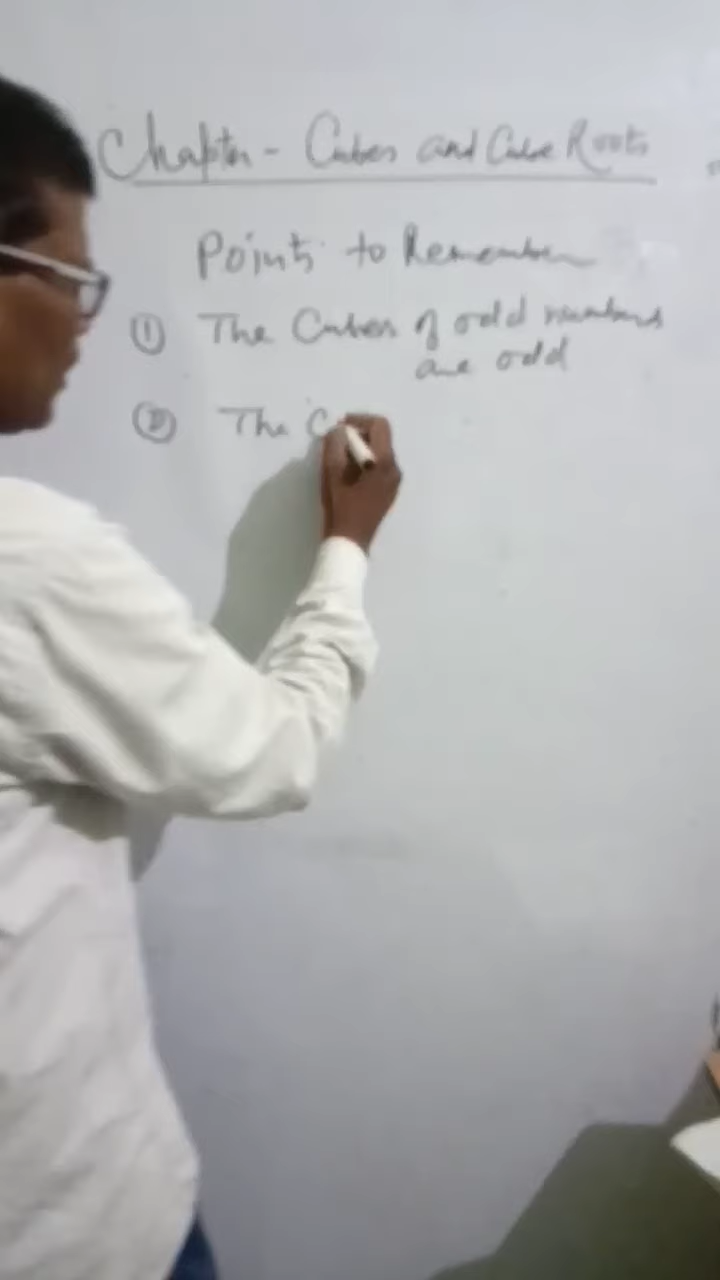 Chapter - Cubes and Cube Roots
Points to Remember
① The Cubes of odd numbers
are odd
② The C